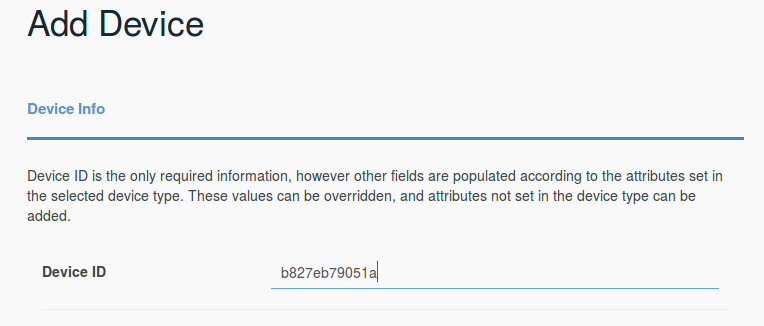 Add Device
Device Info
Device ID is the only required information, however other fields are populated according to the attributes set in
the selected device type. These values can be overridden, and attributes not set in the device type can be
added.
Device ID b827eb79051a